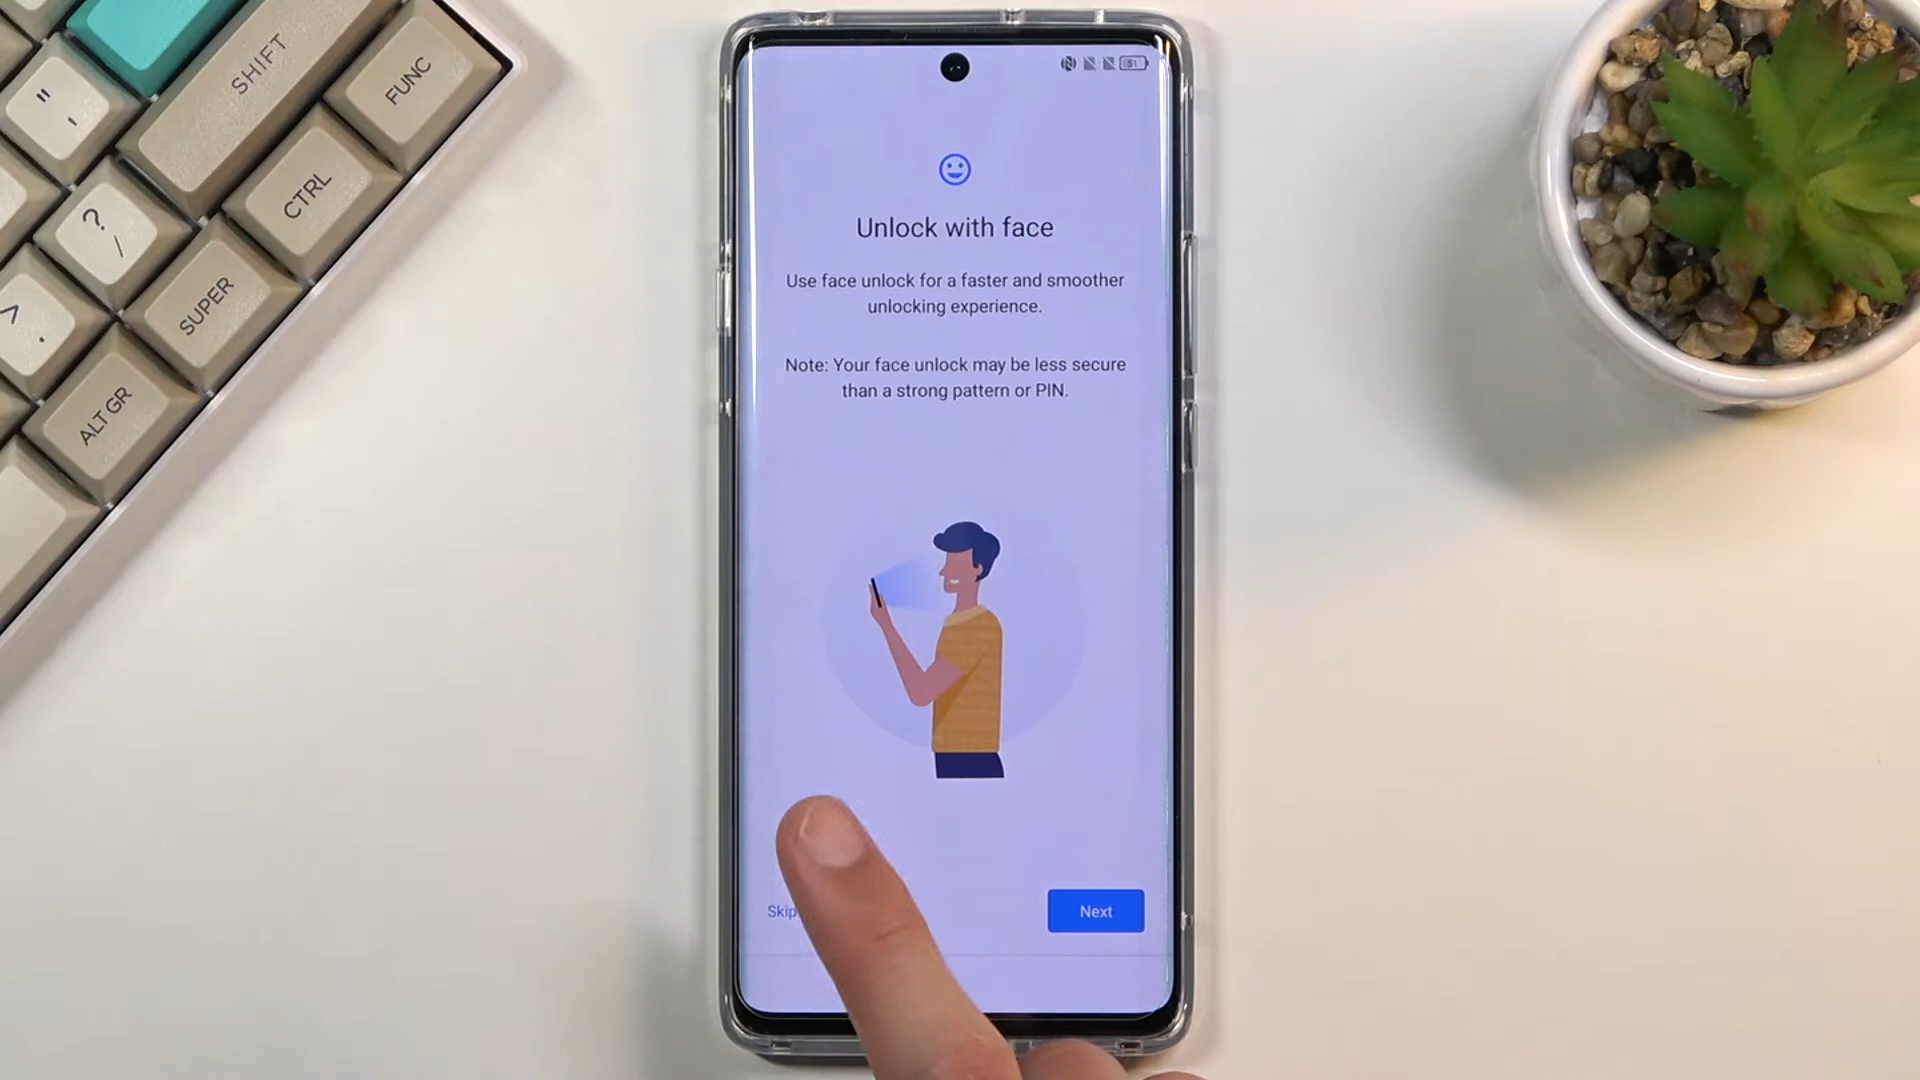 " '
SHIFT
FUNC
? /
CTRL
> .
SUPER
ALT GR
51
Unlock with face
Use face unlock for a faster and smoother
unlocking experience.
Note: Your face unlock may be less secure
than a strong pattern or PIN.
Skip
Next